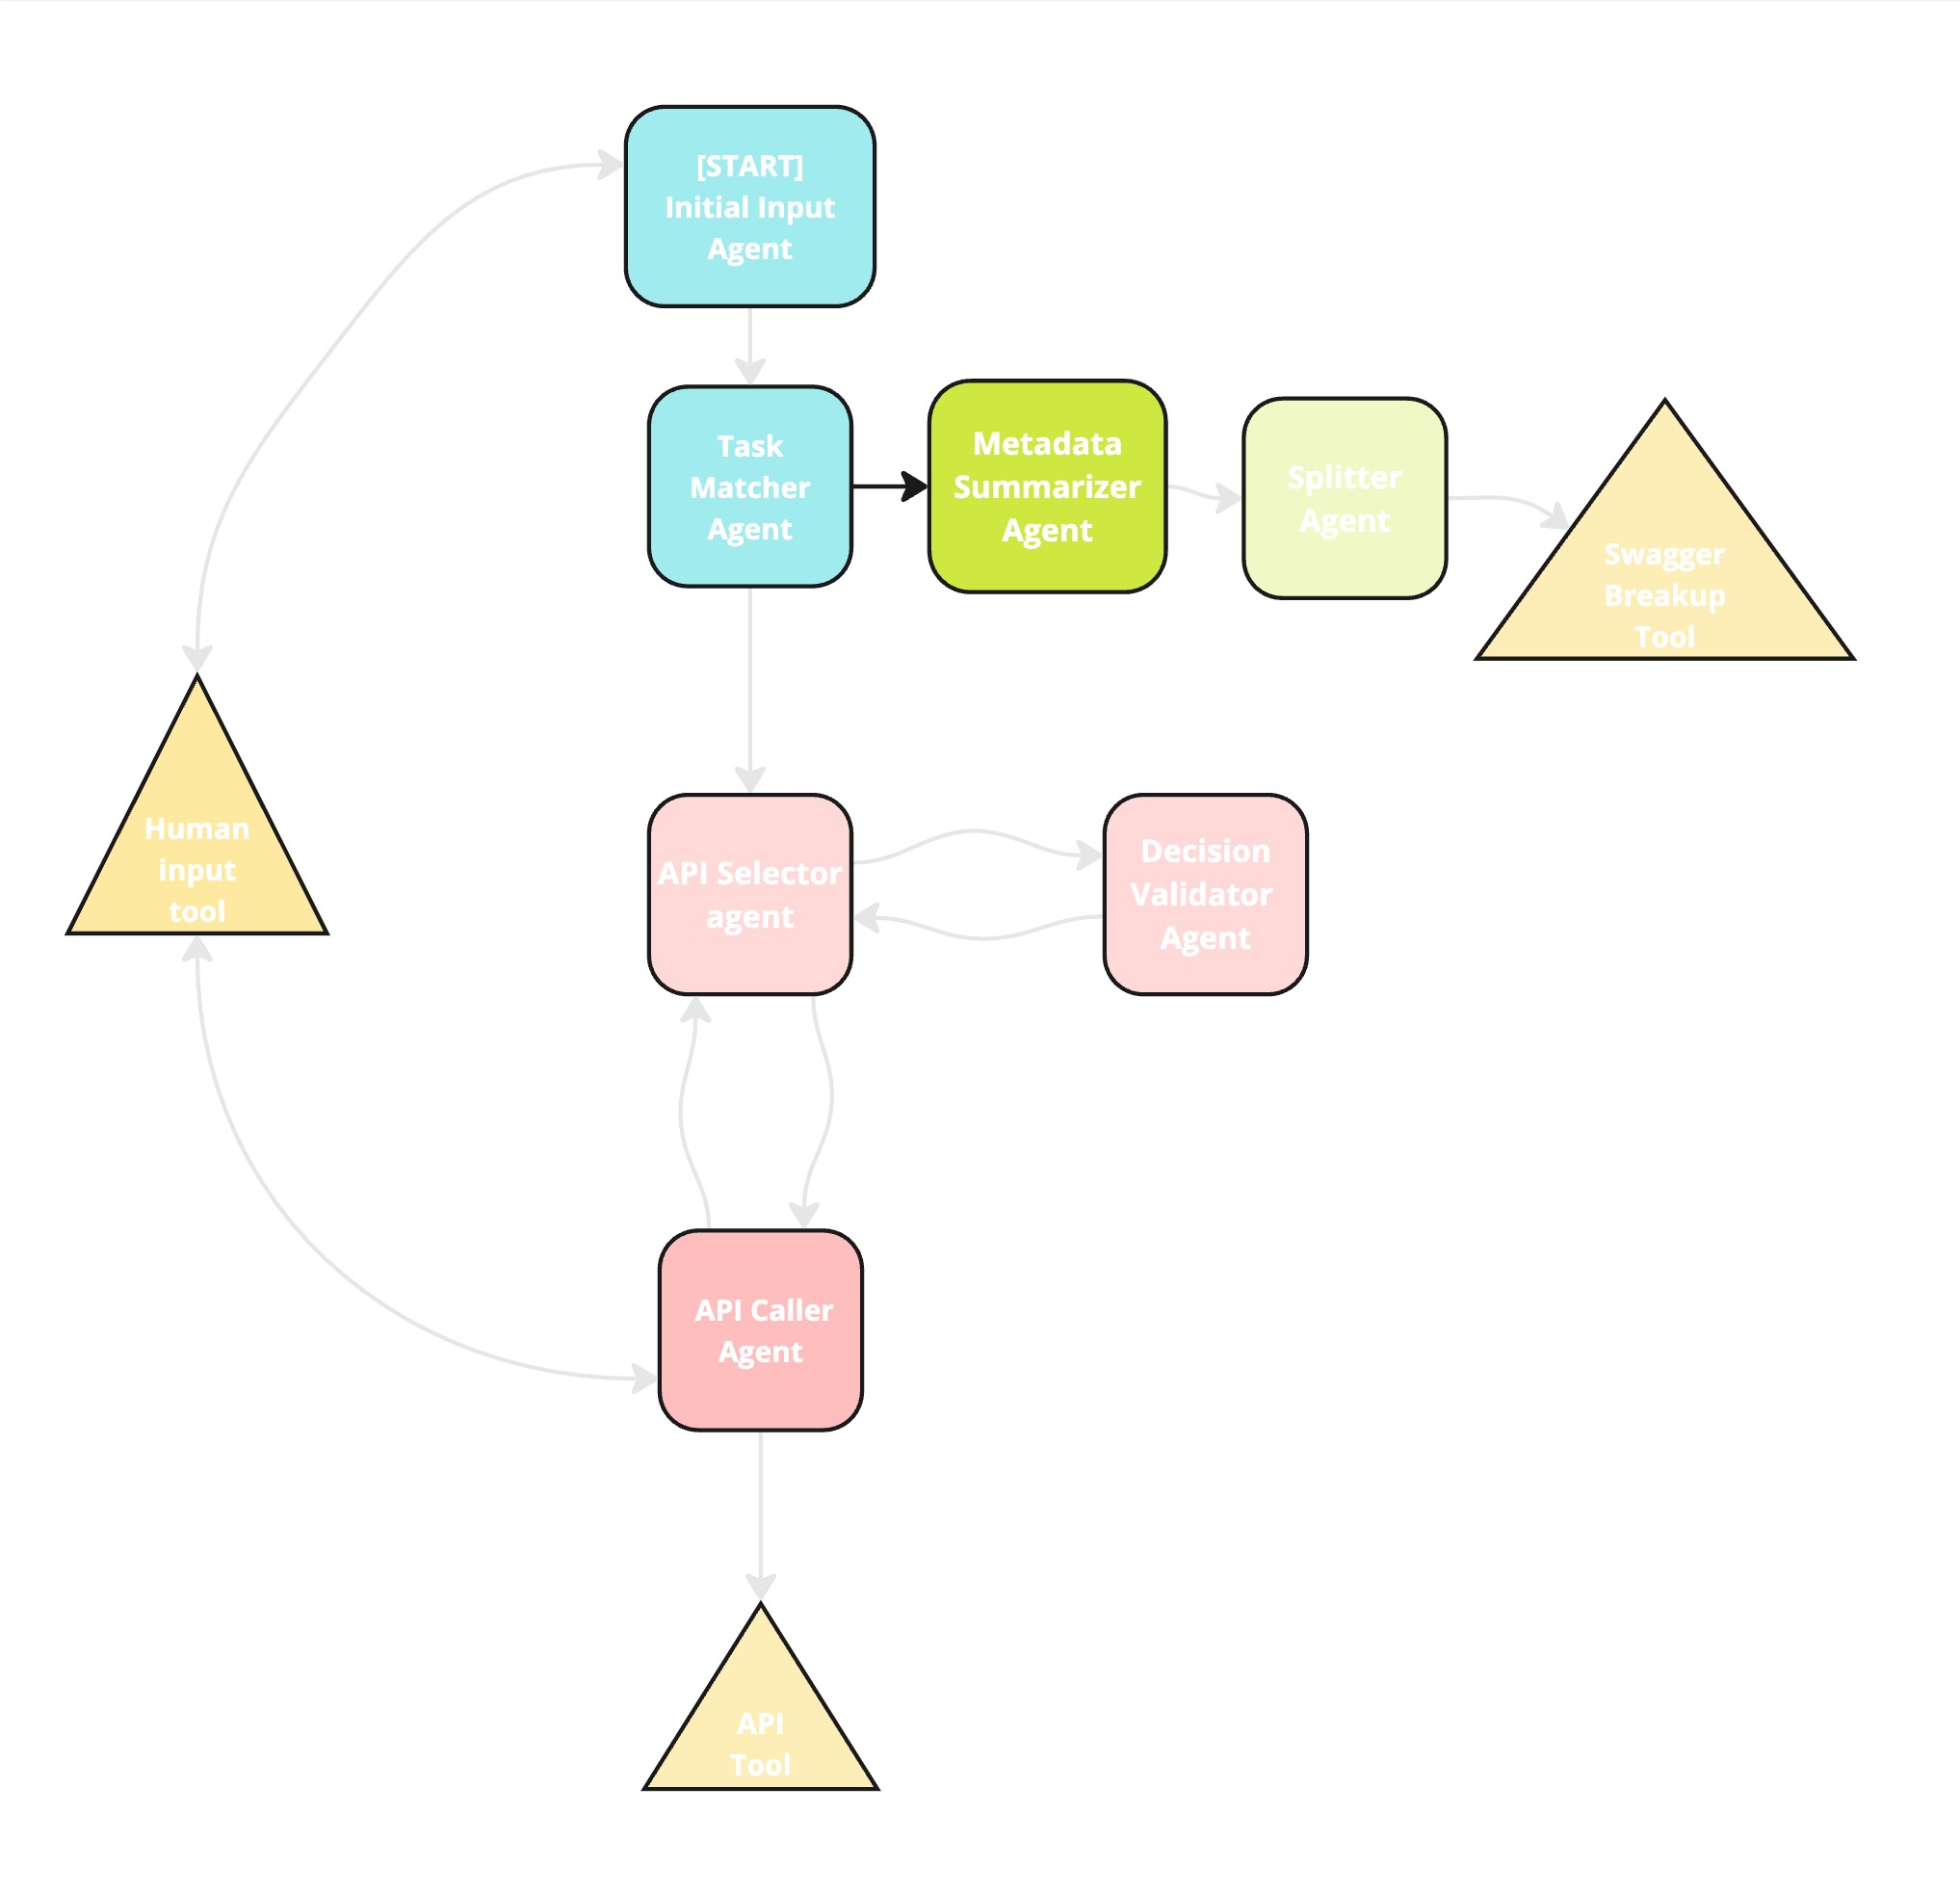 [START]
Initial Input
Agent
Task
Matcher
Agent
Metadata
Summarizer
Agent
Splitter
Agent
Swagger
Breakup
Tool
Human
input
tool
API Selector
agent
Decision
Validator
Agent
API Caller
Agent
API
Tool